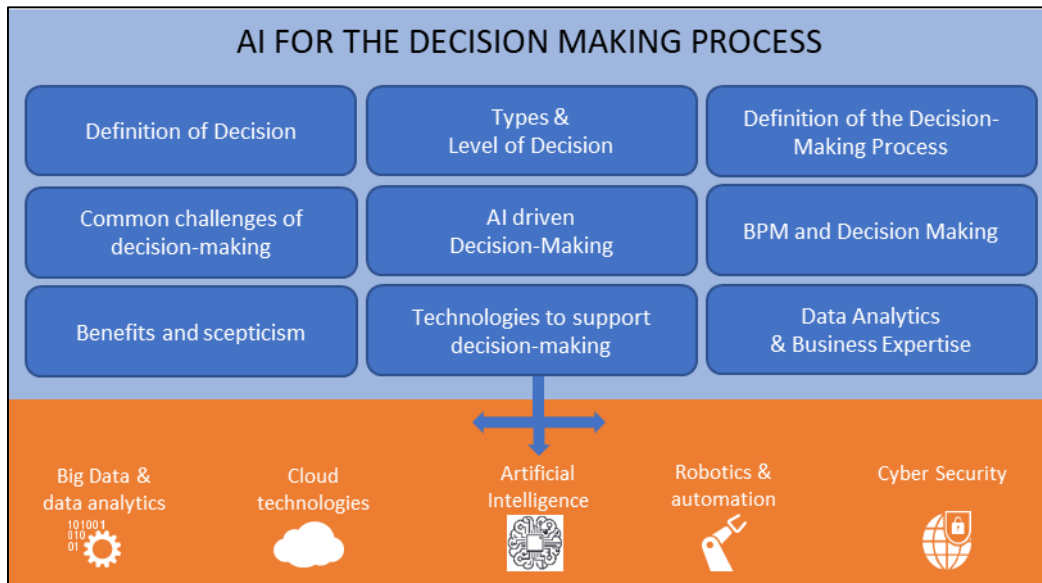 AI FOR THE DECISION MAKING PROCESS
Definition of Decision
Types &
Level of Decision
Definition of the Decision-
Making Process
Common challenges of
decision-making
AI driven
Decision-Making
BPM and Decision Making
Benefits and scepticism
Technologies to support
decision-making
Data Analytics
& Business Expertise
Big Data &
data analytics
101001
010
01
Cloud
technologies
Artificial
Intelligence
Robotics &
automation
Cyber Security